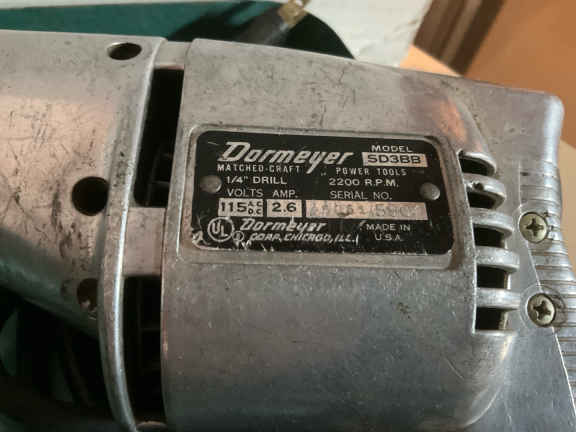 Dormeyer
MODEL
SD3BB
MATCHED-CRAFT POWER TOOLS
1/4" DRILL 2200 R.P.M.
VOLTS AMP. SERIAL NO.
115 A.C. D.C. 2.6
UL Dormeyer MADE IN
CORP. CHICAGO, ILL. U.S.A.